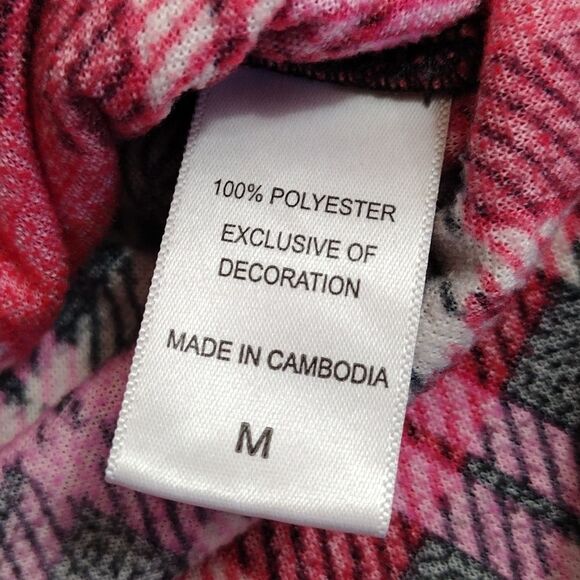 100% POLYESTER
EXCLUSIVE OF
DECORATION
MADE IN CAMBODIA
M